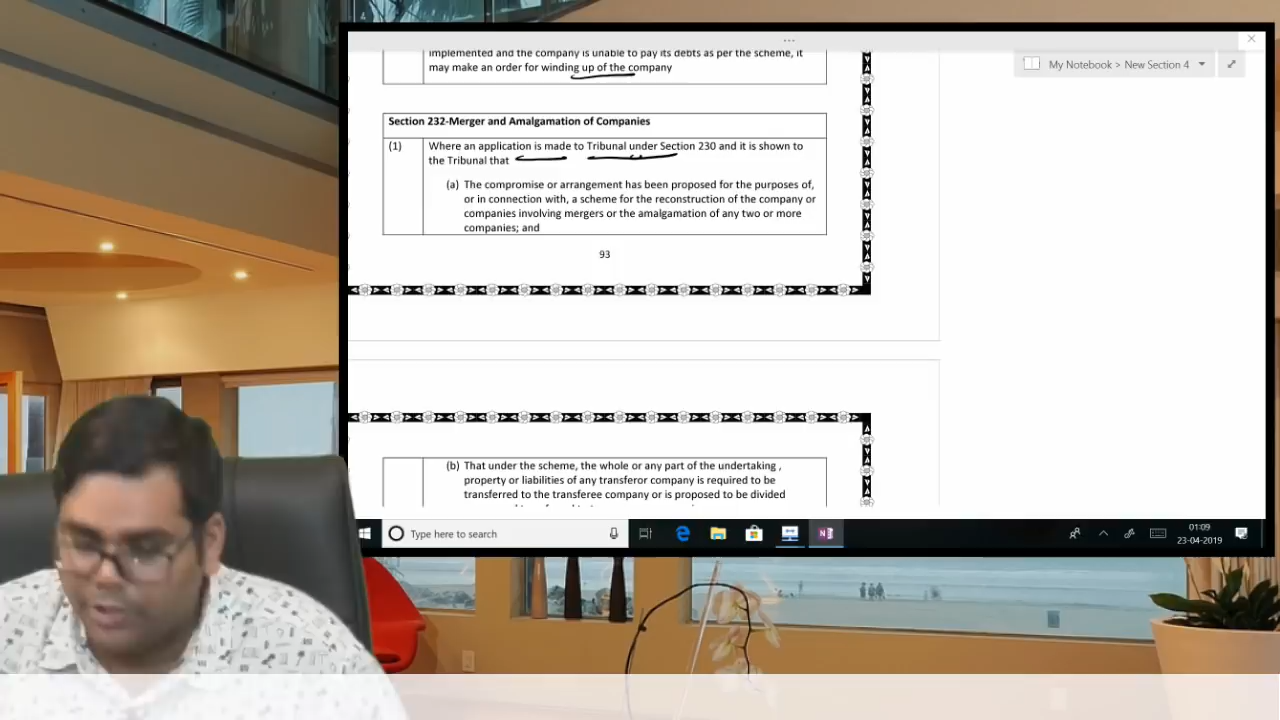 implemented and the company is unable to pay its debts as per the scheme, it
may make an order for winding up of the company
My Notebook > New Section 4
Section 232-Merger and Amalgamation of Companies
(1) Where an application is made to Tribunal under Section 230 and it is shown to
the Tribunal that
(a) The compromise or arrangement has been proposed for the purposes of,
or in connection with, a scheme for the reconstruction of the company or
companies involving mergers or the amalgamation of any two or more
companies; and
93
(b) That under the scheme, the whole or any part of the undertaking ,
property or liabilities of any transferor company is required to be
transferred to the transferee company or is proposed to be divided
Type here to search
01:09
23-04-2019